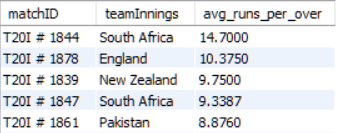 matchID teamInnings avg_runs_per_over
T20I # 1844 South Africa 14.7000
T20I # 1878 England 10.3750
T20I # 1839 New Zealand 9.7500
T20I # 1847 South Africa 9.3387
T20I # 1861 Pakistan 8.8760